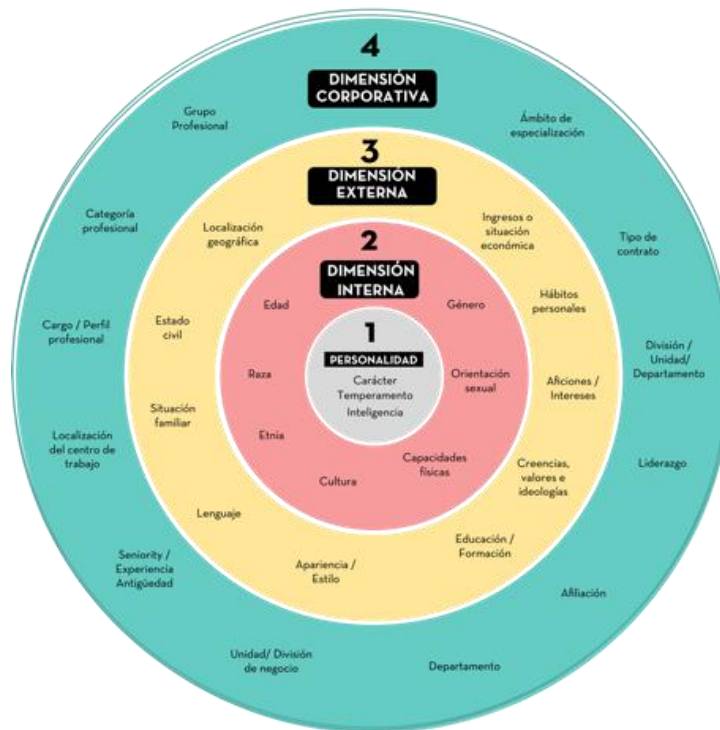 4
DIMENSIÓN
CORPORATIVA
Grupo
Profesional
Ámbito de
especialización
Categoría
profesional
Tipo de
contrato
Cargo / Perfil
profesional
División /
Unidad/
Departamento
Localización
del centro de
trabajo
Liderazgo
Seniority /
Experiencia
Antigüedad
Afiliación
Unidad/ División
de negocio
Departamento
3
DIMENSIÓN
EXTERNA
Localización
geográfica
Ingresos o
situación
económica
Estado
civil
Hábitos
personales
Situación
familiar
Aficiones /
Intereses
Lenguaje
Creencias,
valores e
ideologías
Apariencia /
Estilo
Educación /
Formación
2
DIMENSIÓN
INTERNA
Edad
Género
Raza
Orientación
sexual
Etnia
Capacidades
físicas
Cultura
1
PERSONALIDAD
Carácter
Temperamento
Inteligencia